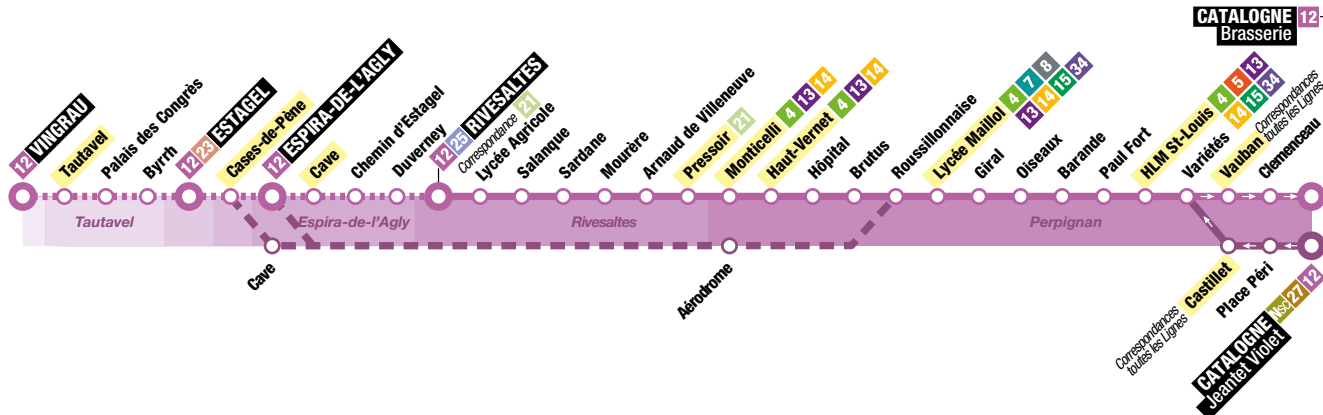 CATALOGNE 12
Brasserie
12 VINGRAU
Tautavel
Palais des Congrès
Byrrh
12 23 ESTAGEL
Cases-de-Pène
12 ESPIRA-DE-L'AGLY
Cave
Chemin d'Estagel
Duverney
12 25 RIVESALTES
Correspondance 21
Lycée Agricole
Salanque
Sardane
Mourère
Arnaud de Villeneuve
Pressoir 21
Monticelli 4 13 14
Haut-Vernet 4 13 14
Hôpital
Brutus
Roussillonnaise
Lycée Maillol 4 7 8
13 14 15 34
Giral
Oiseaux
Barande
Paul Fort
HLM St-Louis 4 5 13
14 15 34
Variétés
Vauban Correspondances
toutes les Lignes
Clemenceau
Tautavel
Espira-de-l'Agly
Rivesaltes
Perpignan
Cave
Aérodrome
Correspondances
toutes les Lignes
Castillet
Place Péri
CATALOGNE Nsq 27 12
Jeantet Violet